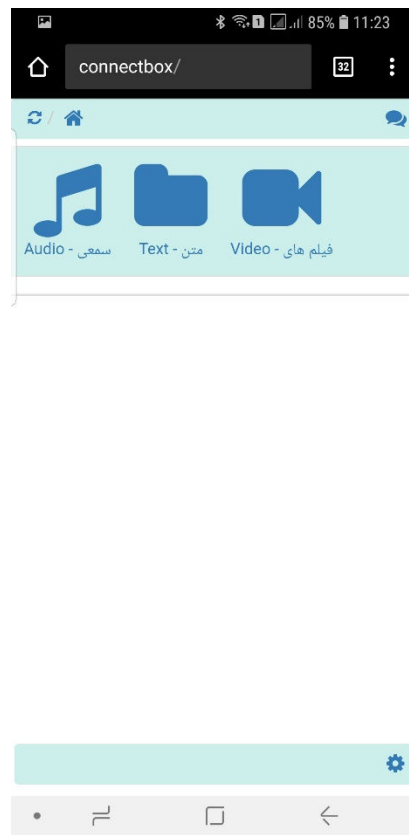 85% 11:23
connectbox/
32
/
Audio - سمعی
Text - متن
Video - فیلم های